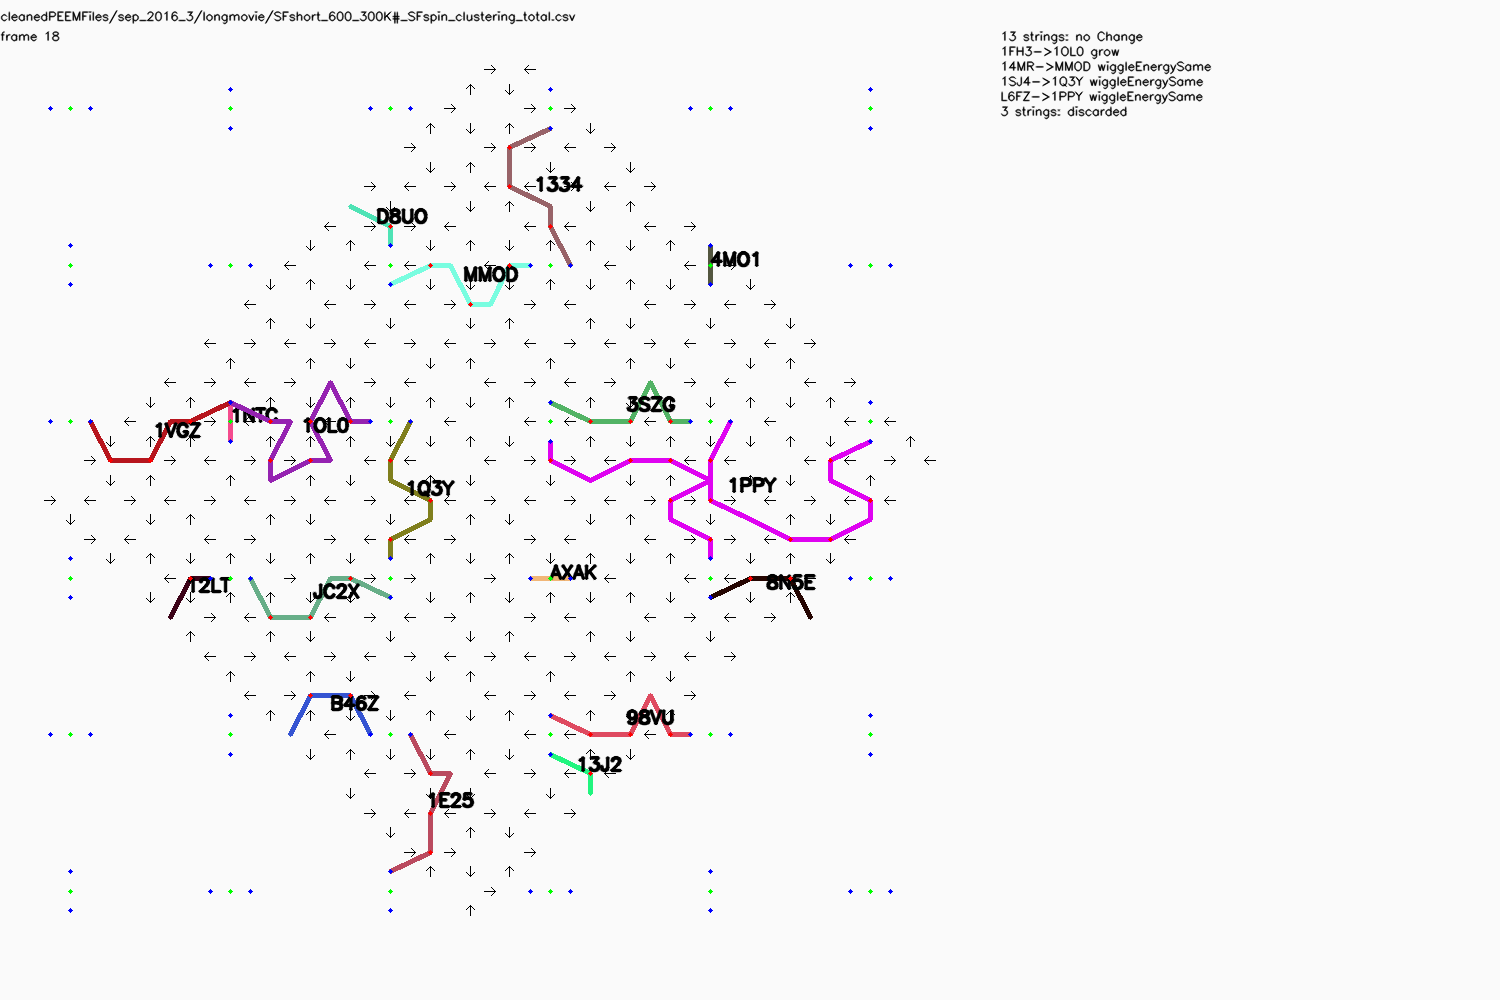 cleanedPEEMFiles/sep_2016_3/longmovie/SFshort_600_300K#_SFspin_clustering_total.csv
frame 18
13 strings: no Change
1FH3->1OL0 grow
14MR->MMOD wiggleEnergySame
1SJ4->1Q3Y wiggleEnergySame
L6FZ->1PPY wiggleEnergySame
3 strings: discarded
1334
D8U0
4MO1
MMOD
3SZG
1NTC
1OL0
1VGZ
1PPY
1Q3Y
AXAK
8N5E
12LT
JC2X
B46Z
98VU
13J2
1E25